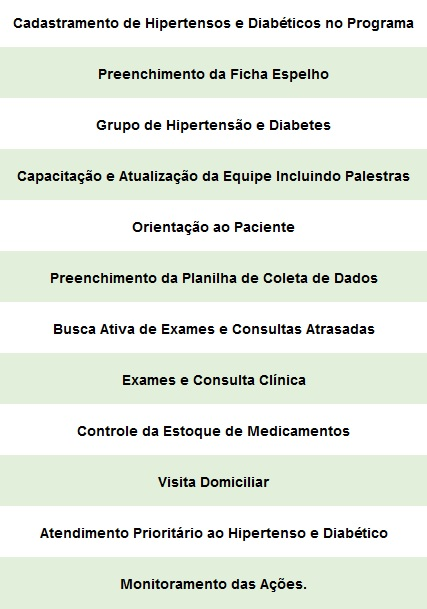 Cadastramento de Hipertensos e Diabéticos no Programa
Preenchimento da Ficha Espelho
Grupo de Hipertensão e Diabetes
Capacitação e Atualização da Equipe Incluindo Palestras
Orientação ao Paciente
Preenchimento da Planilha de Coleta de Dados
Busca Ativa de Exames e Consultas Atrasadas
Exames e Consulta Clínica
Controle da Estoque de Medicamentos
Visita Domiciliar
Atendimento Prioritário ao Hipertenso e Diabético
Monitoramento das Ações.